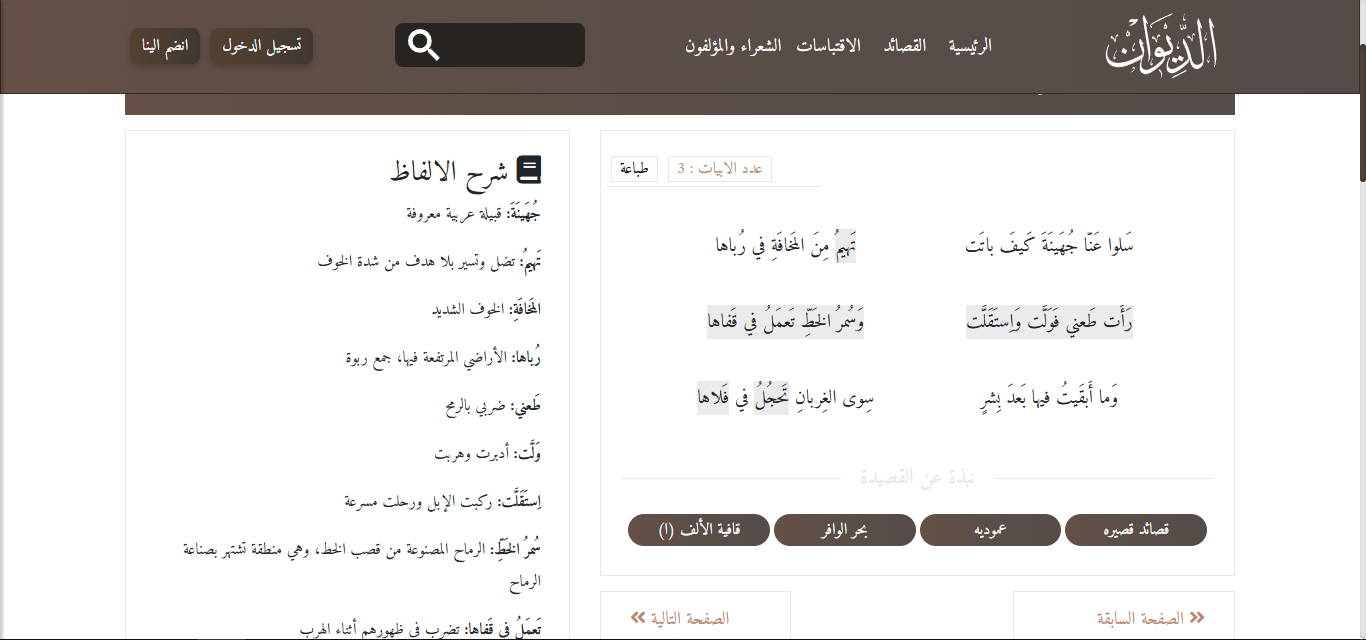 الدِّيوَان
الرئيسية
القصائد
الاقتباسات
الشعراء والمؤلفون
تسجيل الدخول
انضم الينا
عدد الابيات : 3
طباعة
سَلوا عَنّا جُهَينَةَ كَيفَ باتَت
تَهيمُ مِنَ المَخافَةِ في رُباها
رَأَت طَعني فَوَلَّت وَاِستَقَلَّت
وَسُمرُ الخَطِّ تَعمَلُ في قَفاها
وَما أَبقَيتُ فيها بَعدَ بِشرٍ
سِوى الغِربانِ تَحجُلُ في فَلاها
نبذة عن القصيدة
قصائد قصيره
عموديه
بحر الوافر
قافية الألف (ا)
الصفحة السابقة
الصفحة التالية
شرح الالفاظ
جُهَينَةَ: قبيلة عربية معروفة
تَهيمُ: تضل وتسير بلا هدف من شدة الخوف
المَخافَةِ: الخوف الشديد
رُباها: الأراضي المرتفعة فيها، جمع ربوة
طَعني: ضربي بالرمح
وَلَّت: أدبرت وهربت
اِستَقَلَّت: ركبت الإبل ورحلت مسرعة
سُمرُ الخَطِّ: الرماح المصنوعة من قصب الخط، وهي منطقة تشتهر بصناعة
الرماح
تَعمَلُ في قَفاها: تضرب في ظهورهم أثناء الهرب